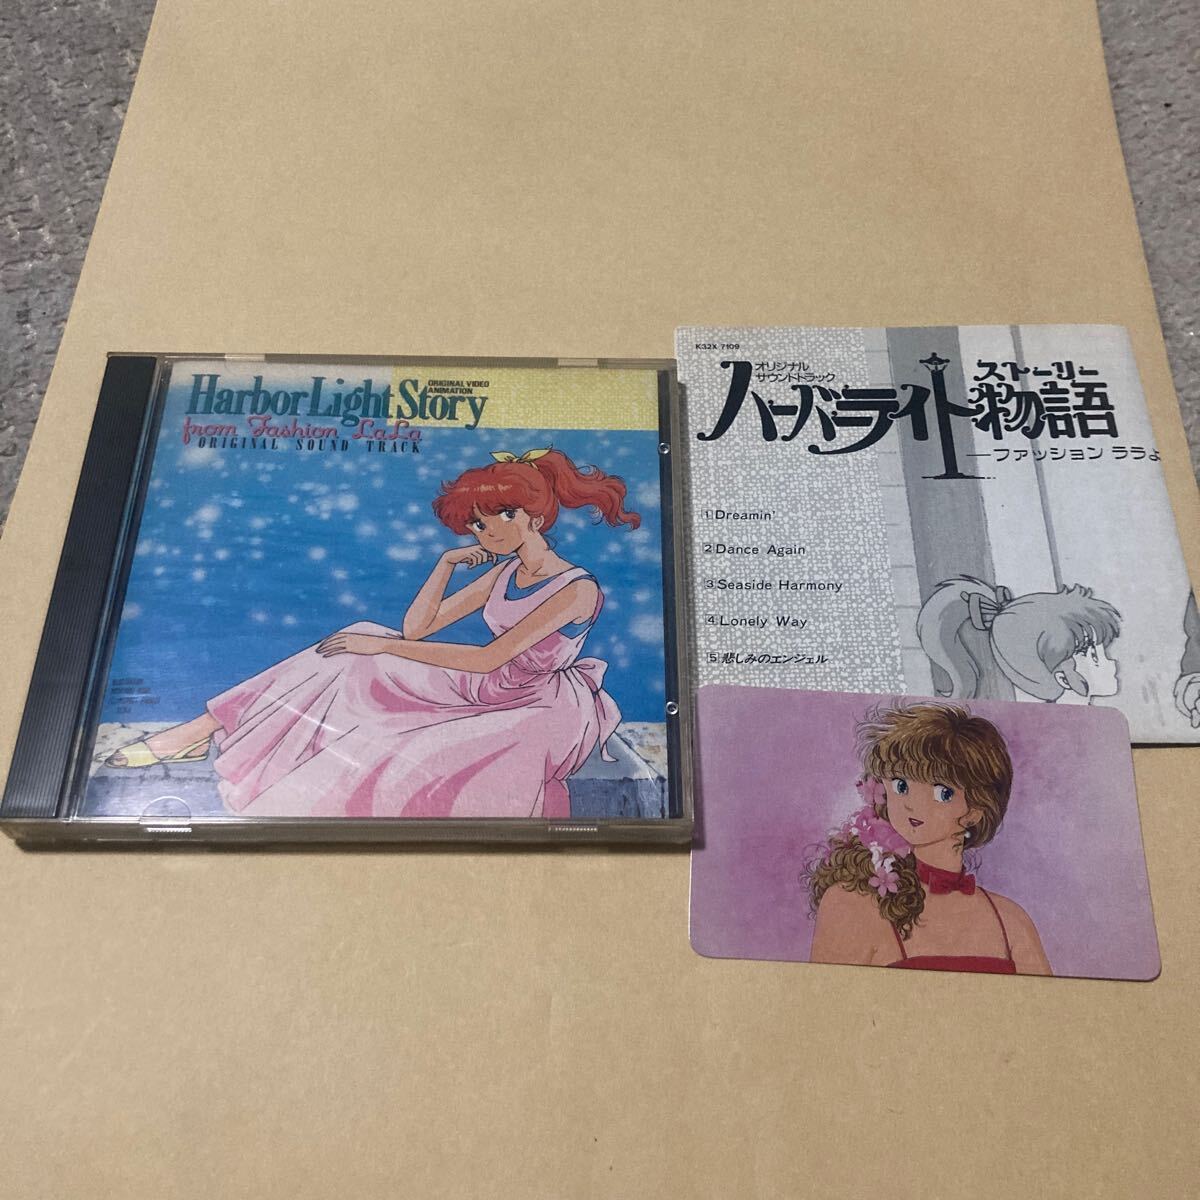 Harbor Light Story
ORIGINAL VIDEO
ANIMATION
from Fashion LaLa
ORIGINAL SOUND TRACK
K32X 7109
オリジナル
サウンドトラック
ハーバーライト物語
ストーリー
—ファッション ララよ
1 Dreamin'
2 Dance Again
3 Seaside Harmony
4 Lonely Way
5 悲しみのエンジェル